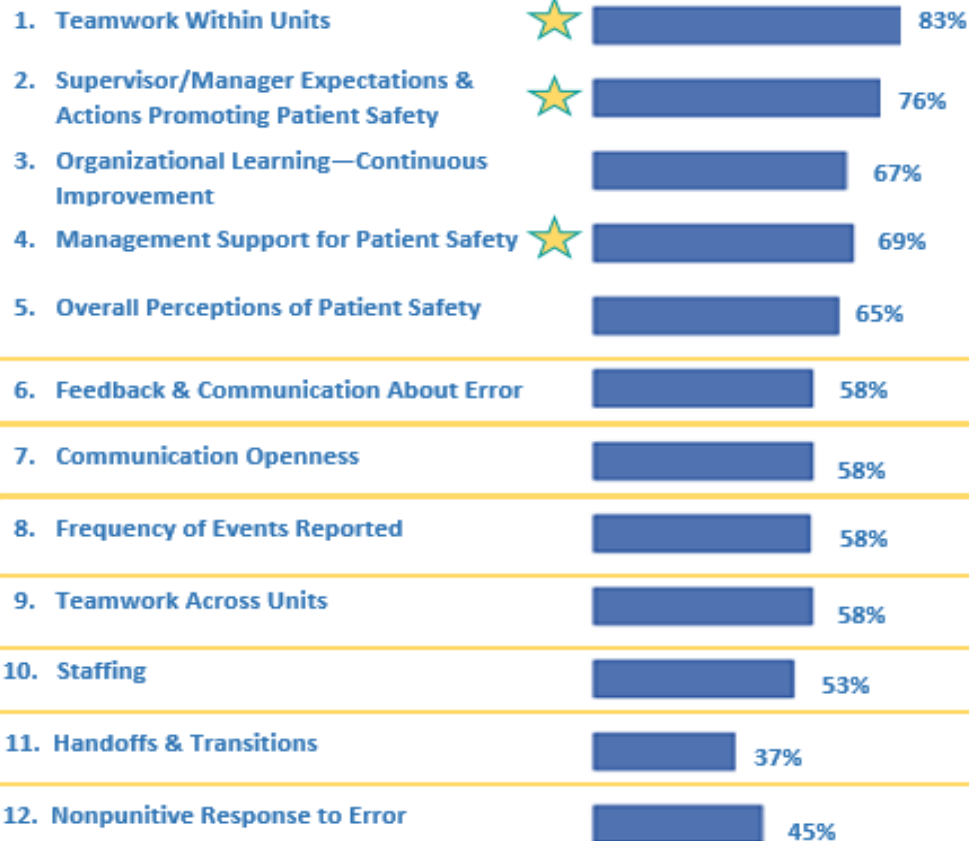 1. Teamwork Within Units 83%
2. Supervisor/Manager Expectations &
Actions Promoting Patient Safety 76%
3. Organizational Learning—Continuous
Improvement 67%
4. Management Support for Patient Safety 69%
5. Overall Perceptions of Patient Safety 65%
6. Feedback & Communication About Error 58%
7. Communication Openness 58%
8. Frequency of Events Reported 58%
9. Teamwork Across Units 58%
10. Staffing 53%
11. Handoffs & Transitions 37%
12. Nonpunitive Response to Error 45%